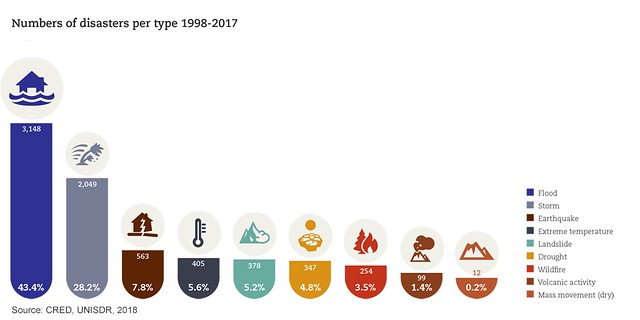 Numbers of disasters per type 1998-2017
3,148
2,049
563
405
378
347
254
99
12
43.4%
28.2%
7.8%
5.6%
5.2%
4.8%
3.5%
1.4%
0.2%
Flood
Storm
Earthquake
Extreme temperature
Landslide
Drought
Wildfire
Volcanic activity
Mass movement (dry)
Source: CRED, UNISDR, 2018